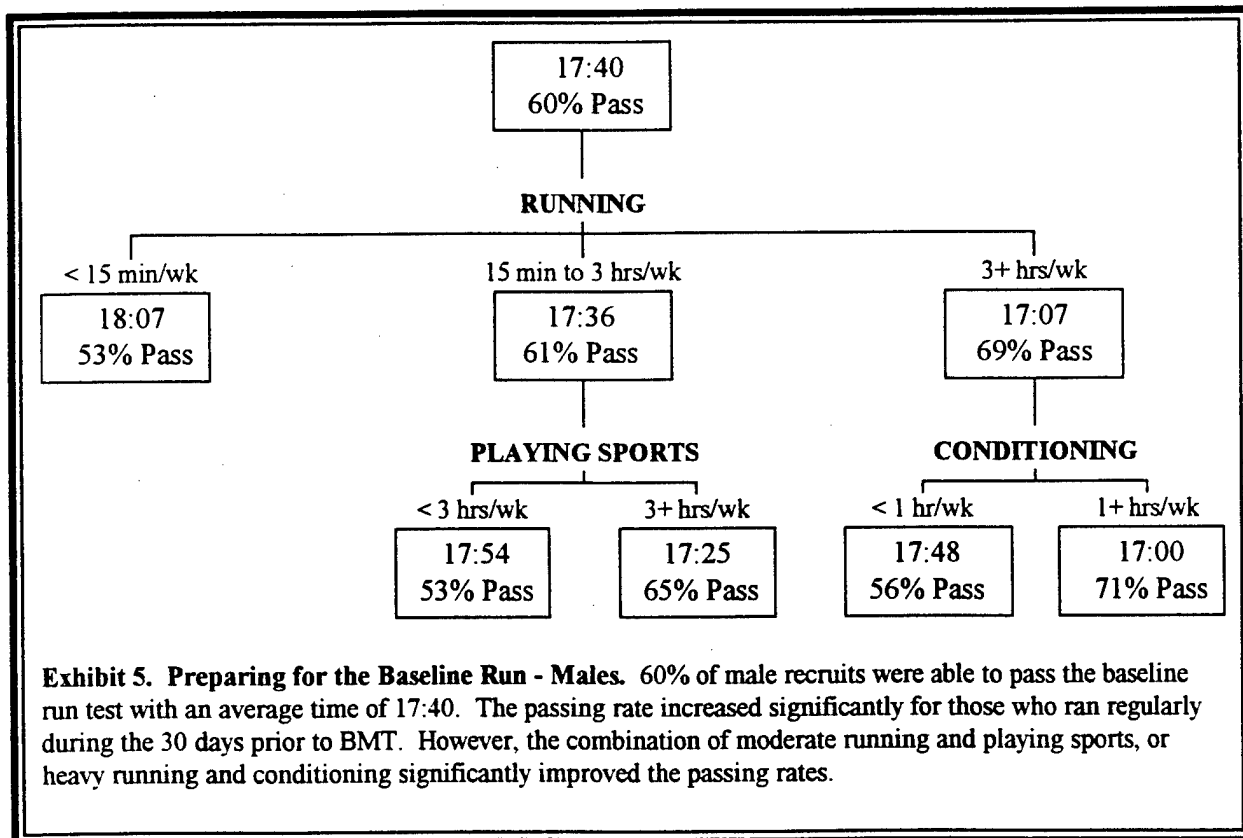 17:40
60% Pass
RUNNING
< 15 min/wk
15 min to 3 hrs/wk
3+ hrs/wk
18:07
53% Pass
17:36
61% Pass
17:07
69% Pass
PLAYING SPORTS
CONDITIONING
< 3 hrs/wk
3+ hrs/wk
< 1 hr/wk
1+ hrs/wk
17:54
53% Pass
17:25
65% Pass
17:48
56% Pass
17:00
71% Pass
Exhibit 5. Preparing for the Baseline Run - Males. 60% of male recruits were able to pass the baseline
run test with an average time of 17:40. The passing rate increased significantly for those who ran regularly
during the 30 days prior to BMT. However, the combination of moderate running and playing sports, or
heavy running and conditioning significantly improved the passing rates.